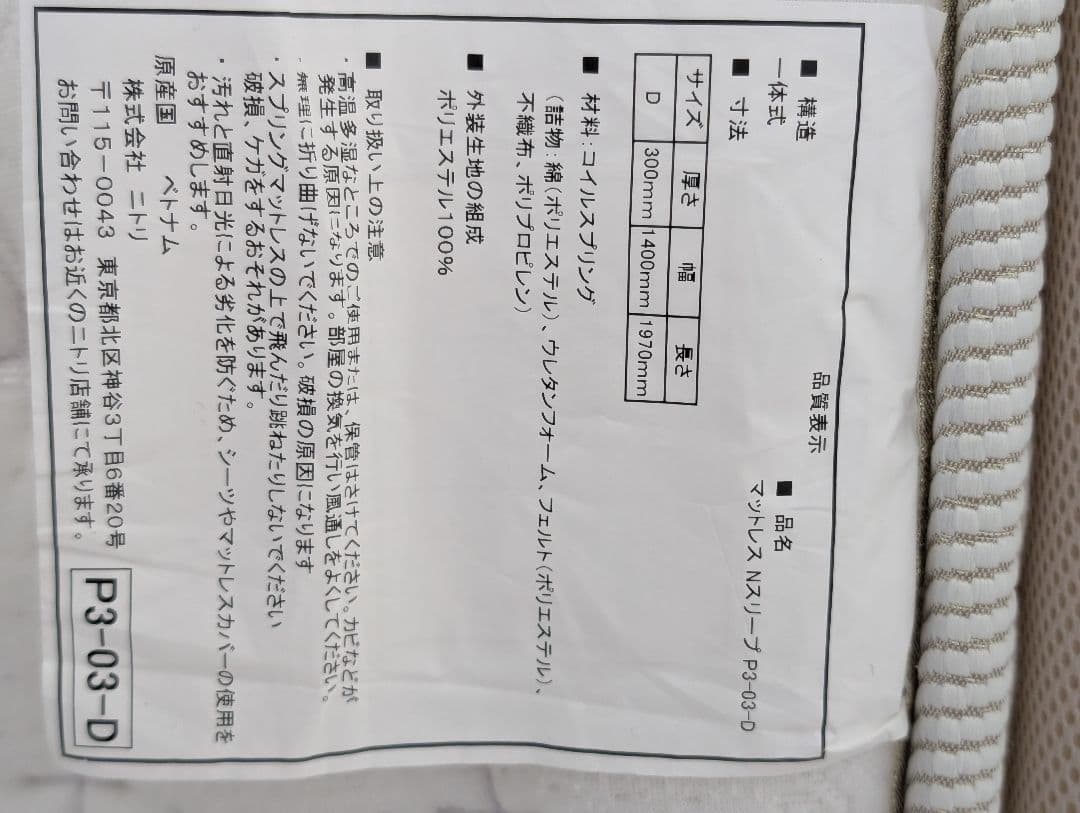 品質表示
■ 構造
一体式
■ 品名
マットレス Nスリープ P3-03-D
■ 寸法
サイズ 厚さ 幅 長さ
D 300mm 1400mm 1970mm
■ 材料:コイルスプリング
(詰物:綿(ポリエステル)、ウレタンフォーム、フェルト(ポリエステル)、
不織布、ポリプロピレン)
■ 外装生地の組成
ポリエステル100%
■ 取り扱い上の注意
・高温多湿なところでのご使用または、保管はさけてください。カビなどが
発生する原因になります。部屋の換気を行い風通しをよくしてください。
・無理に折り曲げないでください。破損の原因になります
・スプリングマットレスの上で飛んだり跳ねたりしないでください
破損、ケガをするおそれがあります。
・汚れと直射日光による劣化を防ぐため、シーツやマットレスカバーの使用を
おすすめします。
原産国 ベトナム
株式会社 ニトリ
〒115-0043 東京都北区神谷3丁目6番20号
お問い合わせはお近くのニトリ店舗にて承ります。
P3-03-D